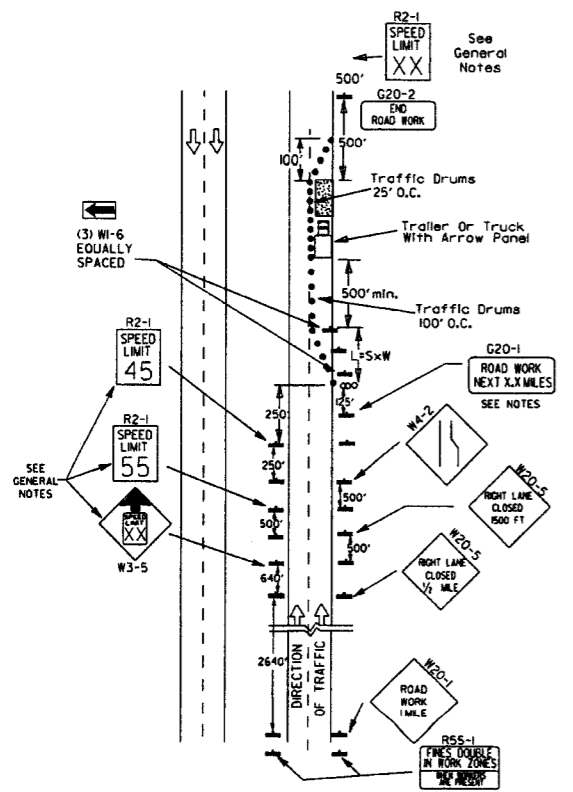 R2-1
SPEED
LIMIT
XX
See
General
Notes
500'
G20-2
END
ROAD WORK
500'
100'
Traffic Drums
25' O.C.
Trailer Or Truck
With Arrow Panel
(3) W1-6
EQUALLY
SPACED
500' min.
Traffic Drums
100' O.C.
L=SxW
R2-1
SPEED
LIMIT
45
G20-1
ROAD WORK
NEXT X.X MILES
SEE NOTES
125'
250'
W4-2
R2-1
SPEED
LIMIT
55
250'
SEE
GENERAL
NOTES
500'
500'
W20-5
RIGHT LANE
CLOSED
1500 FT
SPEED
LIMIT
XX
W3-5
500'
W20-5
RIGHT LANE
CLOSED
1/2 MILE
640'
2640'
DIRECTION
OF TRAFFIC
W20-1
ROAD
WORK
1 MILE
R55-1
FINES DOUBLE
IN WORK ZONES
WHEN WORKERS
ARE PRESENT